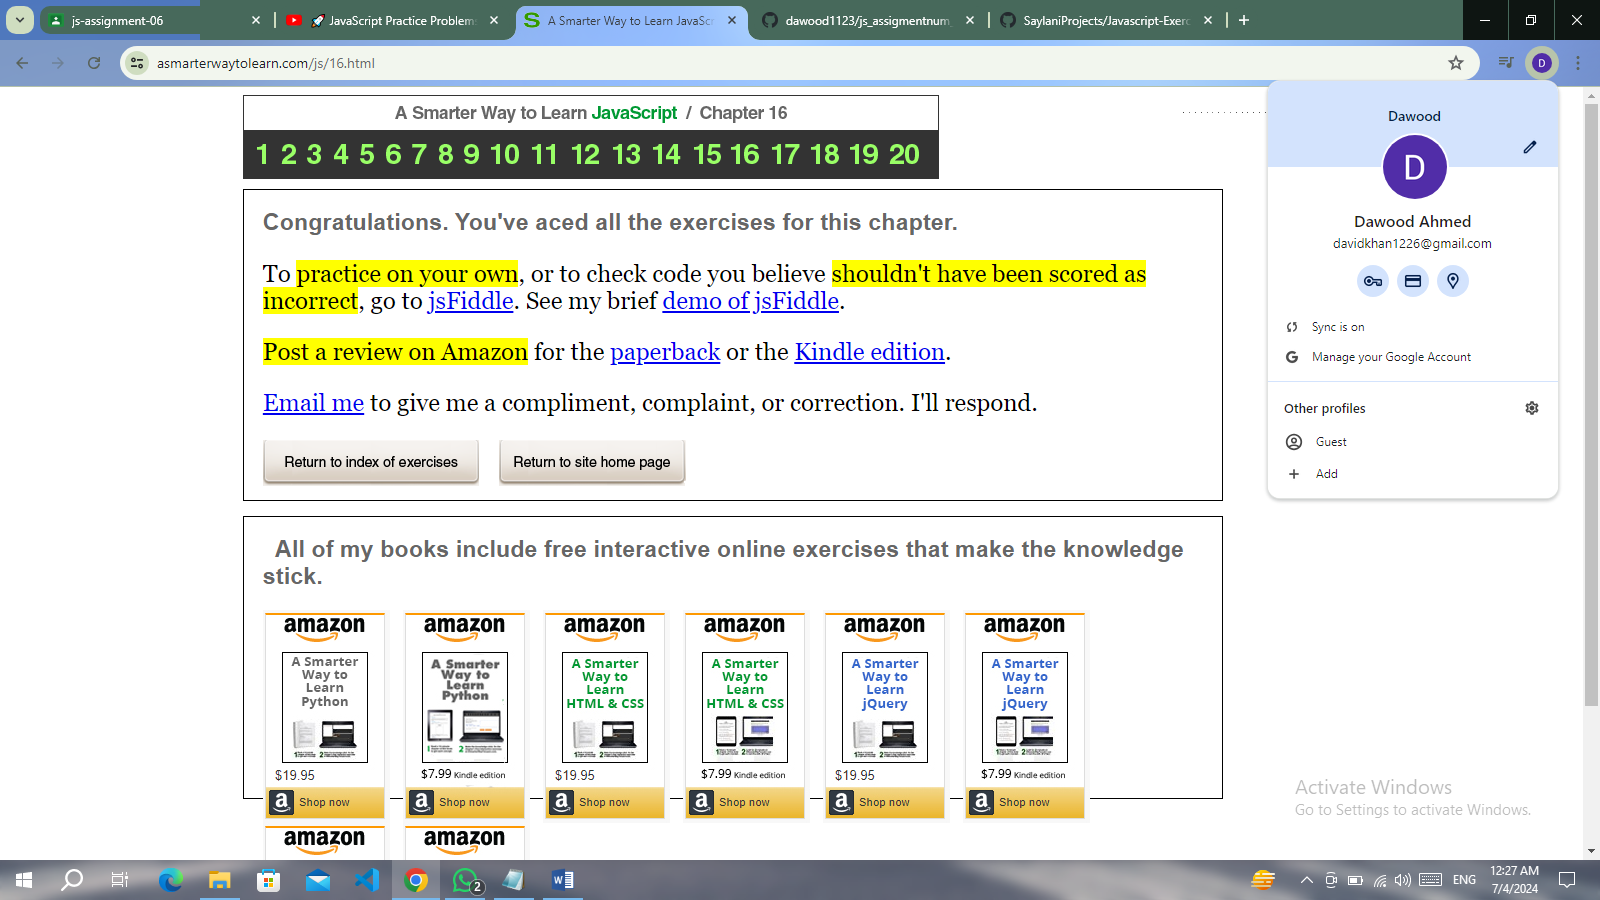 js-assignment-06
JavaScript Practice Problems
A Smarter Way to Learn JavaScr
dawood1123/js_assigmentnum
SaylaniProjects/Javascript-Exerc
asmarterwaytolearn.com/js/16.html
D
A Smarter Way to Learn JavaScript / Chapter 16
1 2 3 4 5 6 7 8 9 10 11 12 13 14 15 16 17 18 19 20
Congratulations. You've aced all the exercises for this chapter.
To practice on your own, or to check code you believe shouldn't have been scored as
incorrect, go to jsFiddle. See my brief demo of jsFiddle.
Post a review on Amazon for the paperback or the Kindle edition.
Email me to give me a compliment, complaint, or correction. I'll respond.
Return to index of exercises
Return to site home page
Dawood
D
Dawood Ahmed
davidkhan1226@gmail.com
Sync is on
Manage your Google Account
Other profiles
Guest
Add
All of my books include free interactive online exercises that make the knowledge
stick.
amazon
A Smarter
Way to
Learn
Python
$19.95
Shop now
amazon
A Smarter
Way to
Learn
Python
$7.99 Kindle edition
Shop now
amazon
A Smarter
Way to
Learn
HTML & CSS
$19.95
Shop now
amazon
A Smarter
Way to
Learn
HTML & CSS
$7.99 Kindle edition
Shop now
amazon
A Smarter
Way to
Learn
jQuery
$19.95
Shop now
amazon
A Smarter
Way to
Learn
jQuery
$7.99 Kindle edition
Shop now
amazon
amazon
Activate Windows
Go to Settings to activate Windows.
2
ENG
12:27 AM
7/4/2024